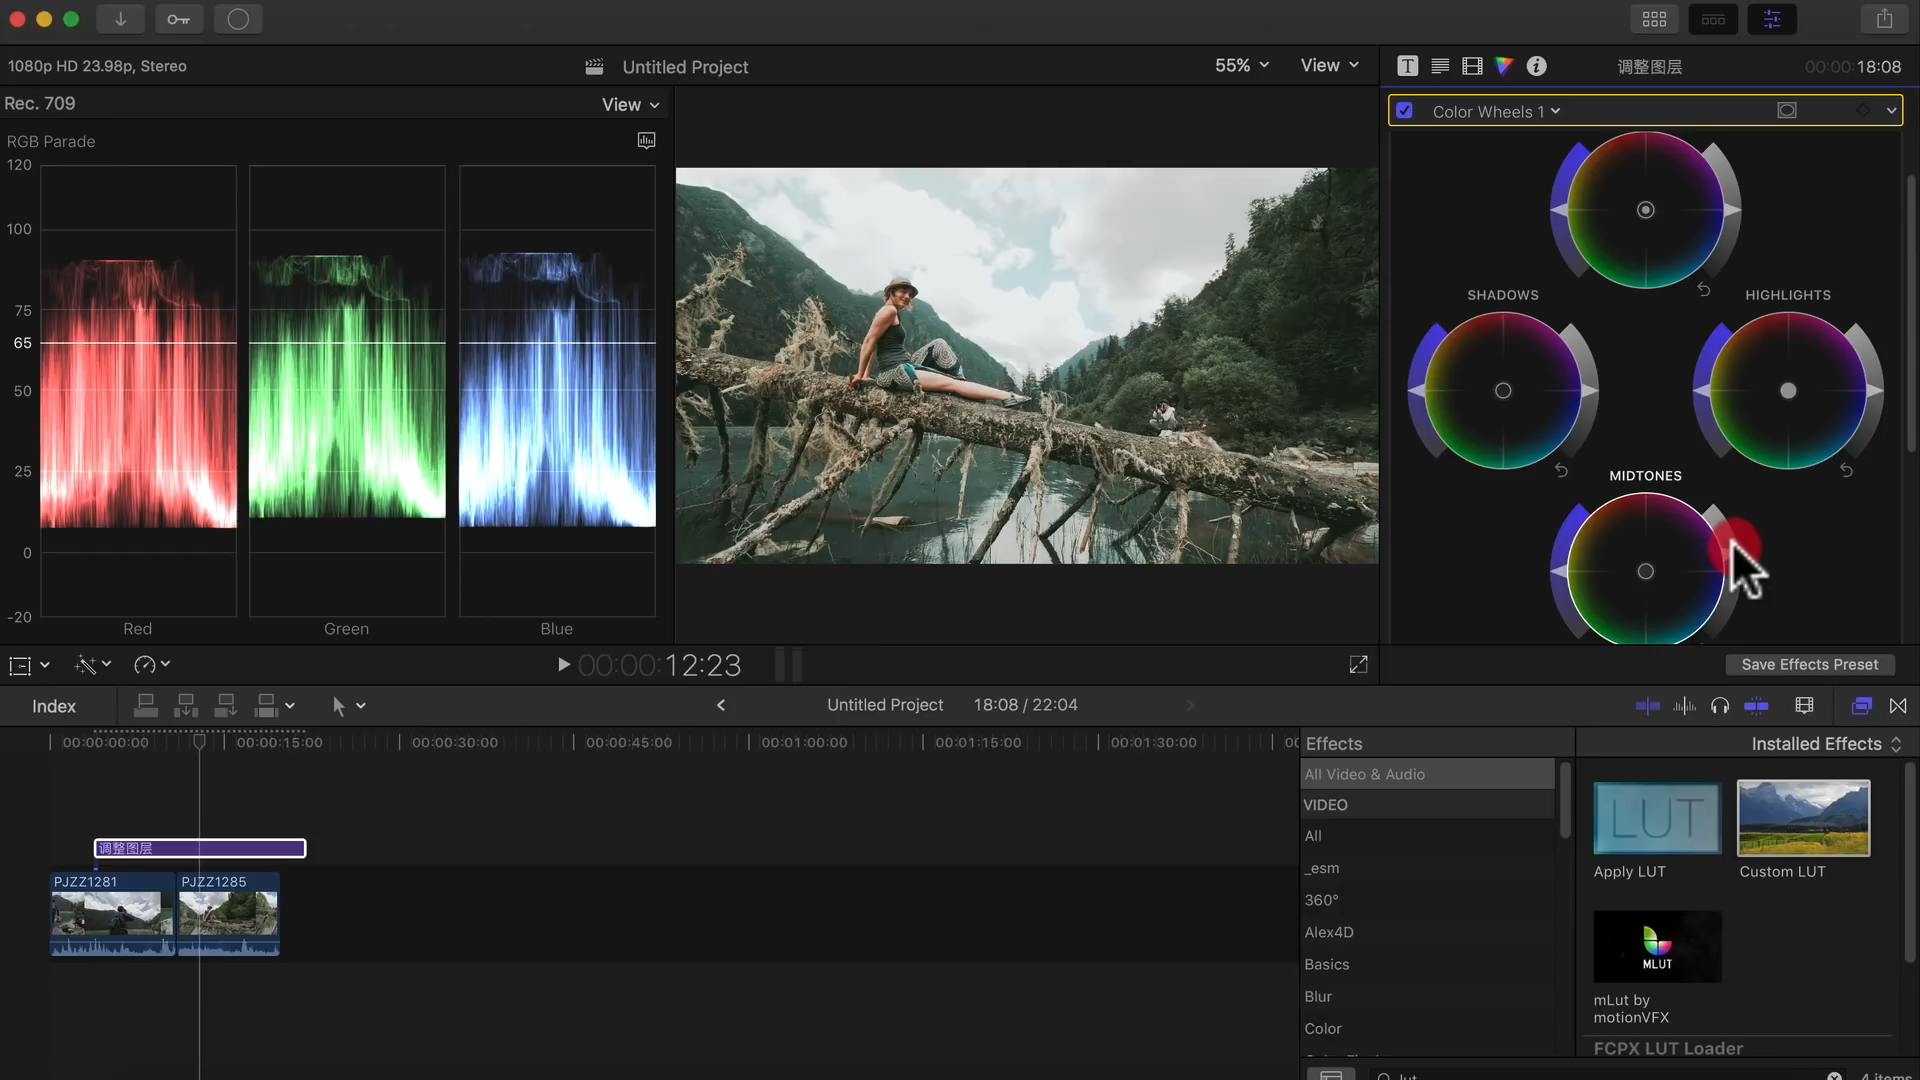 1080p HD 23.98p, Stereo
Untitled Project
55%
View
调整图层
00:00:18:08
Rec. 709
View
Color Wheels 1
RGB Parade
120
100
75
65
50
25
0
-20
Red
Green
Blue
SHADOWS
HIGHLIGHTS
MIDTONES
00:00:12:23
Save Effects Preset
Index
Untitled Project
18:08 / 22:04
00:00:00:00
00:00:15:00
00:00:30:00
00:00:45:00
00:01:00:00
00:01:15:00
00:01:30:00
00
调整图层
PJZZ1281
PJZZ1285
Effects
Installed Effects
All Video & Audio
VIDEO
All
_esm
360°
Alex4D
Basics
Blur
Color
LUT
Apply LUT
Custom LUT
MLUT
mLut by
motionVFX
FCPX LUT Loader
lut
4 items